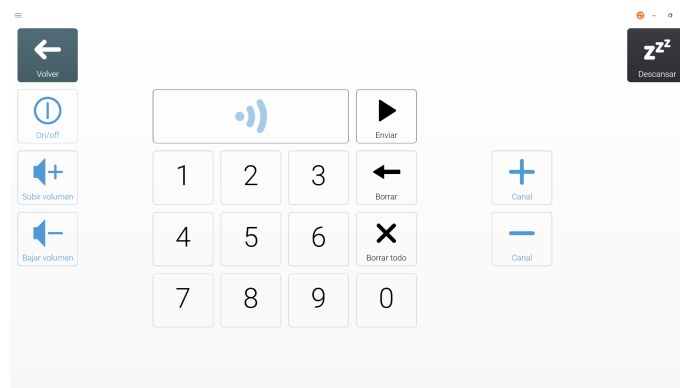 Volver
zzz
Descansar
On/off
Enviar
Subir volumen
1
2
3
Borrar
Canal
Bajar volumen
4
5
6
Borrar todo
Canal
7
8
9
0